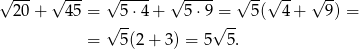 √20 + √45 = √5·4 + √5·9 = √5(√4 + √9) =
= √5(2 + 3) = 5√5.